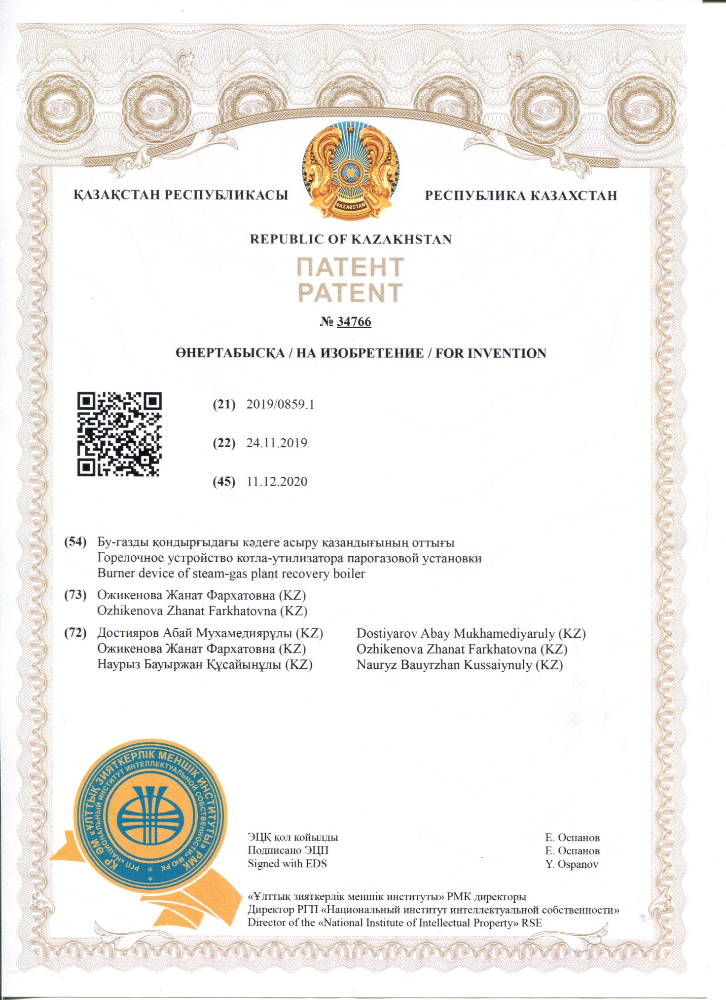 ҚАЗАҚСТАН РЕСПУБЛИКАСЫ
РЕСПУБЛИКА КАЗАХСТАН
QAZAQSTAN
REPUBLIC OF KAZAKHSTAN
ПАТЕНТ
PATENT
№ 34766
ӨНЕРТАБЫСҚА / НА ИЗОБРЕТЕНИЕ / FOR INVENTION
(21) 2019/0859.1
(22) 24.11.2019
(45) 11.12.2020
(54) Бу-газды қондырғыдағы кәдеге асыру қазандығының оттығы
Горелочное устройство котла-утилизатора парогазовой установки
Burner device of steam-gas plant recovery boiler
(73) Ожикенова Жанат Фархатовна (KZ)
Ozhikenova Zhanat Farkhatovna (KZ)
(72) Достияров Абай Мухамедиярұлы (KZ) Dostiyarov Abay Mukhamediyaruly (KZ)
Ожикенова Жанат Фархатовна (KZ) Ozhikenova Zhanat Farkhatovna (KZ)
Наурыз Бауыржан Құсайынұлы (KZ) Nauryz Bauyrzhan Kussaiynuly (KZ)
ҚР ӘМ «ҰЛТТЫҚ ЗИЯТКЕРЛІК МЕНШІК ИНСТИТУТЫ» РМК
РГП «НАЦИОНАЛЬНЫЙ ИНСТИТУТ ИНТЕЛЛЕКТУАЛЬНОЙ СОБСТВЕННОСТИ» МЮ РК
ЭЦҚ қол қойылды Е. Оспанов
Подписано ЭЦП Е. Оспанов
Signed with EDS Y. Ospanov
«Ұлттық зияткерлік меншік институты» РМК директоры
Директор РГП «Национальный институт интеллектуальной собственности»
Director of the «National Institute of Intellectual Property» RSE